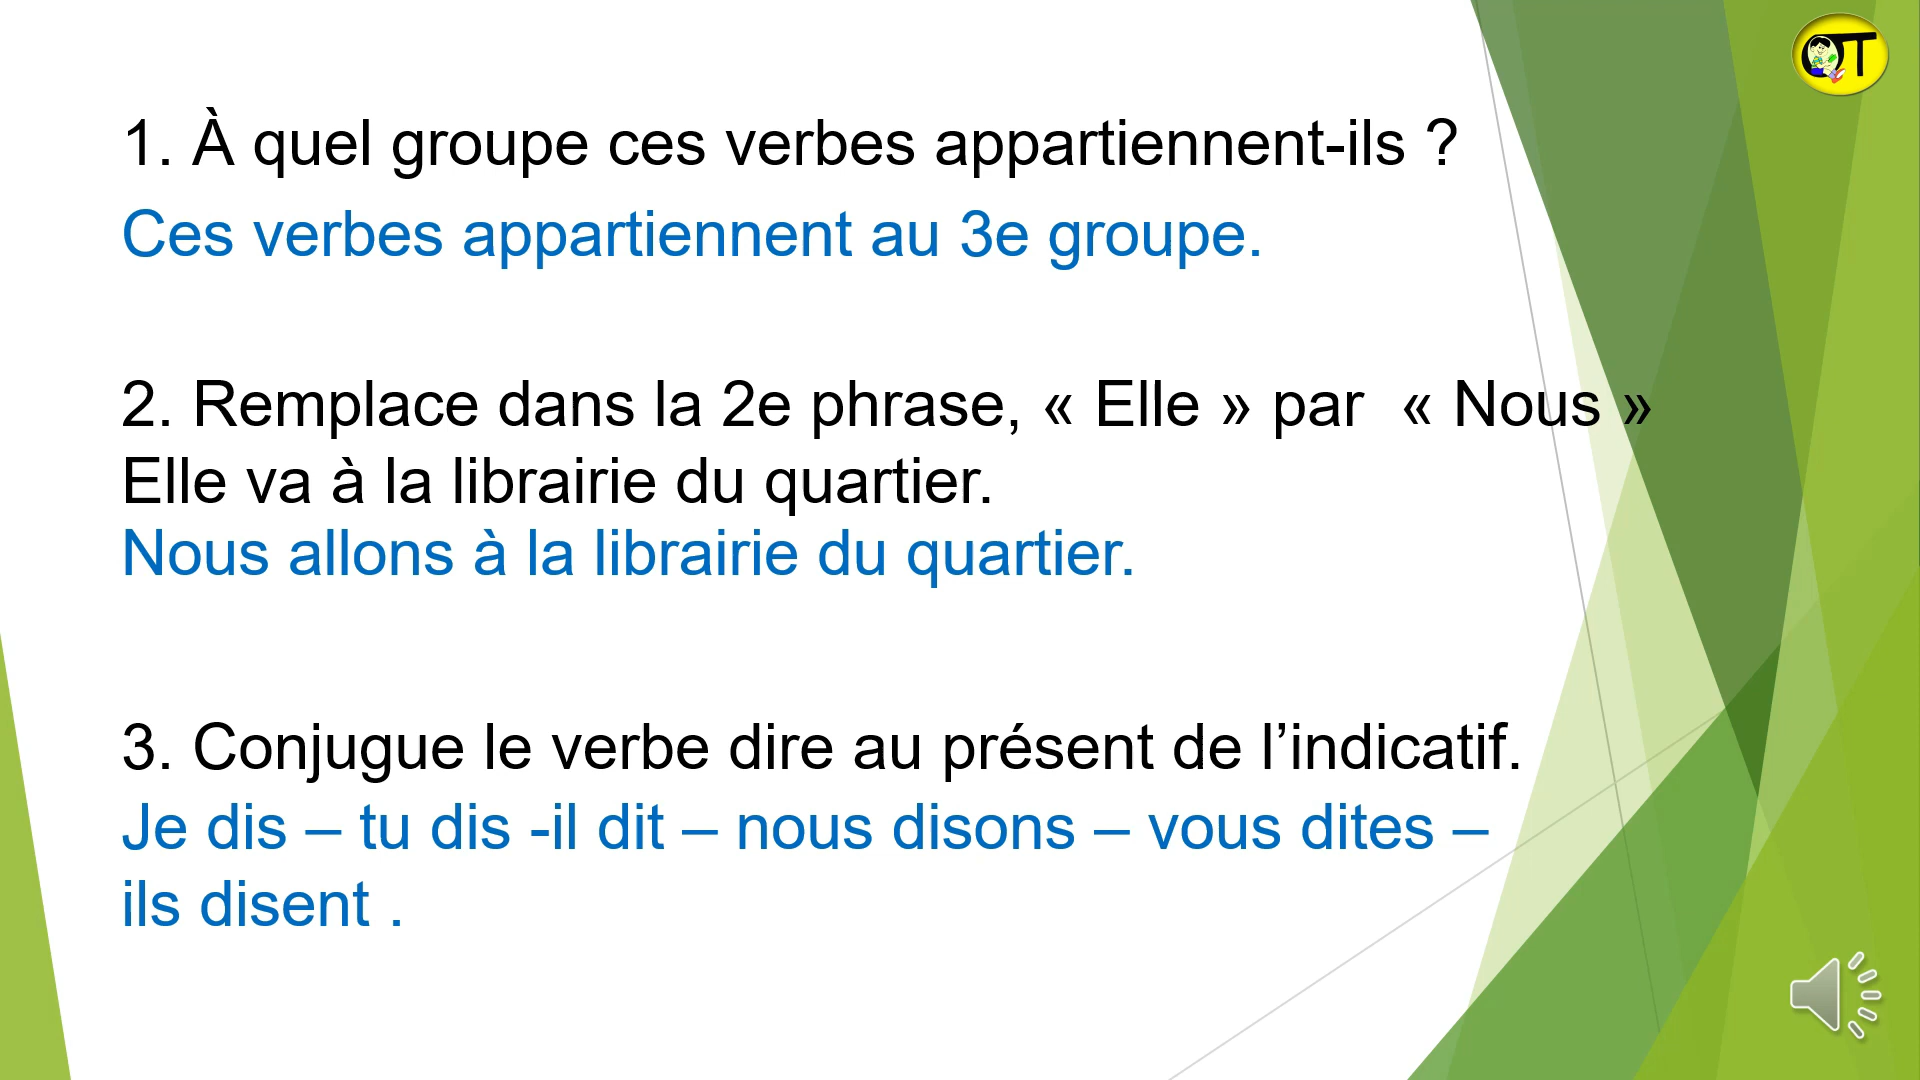 1. À quel groupe ces verbes appartiennent-ils ?
Ces verbes appartiennent au 3e groupe.
2. Remplace dans la 2e phrase, « Elle » par  « Nous »
Elle va à la librairie du quartier.
Nous allons à la librairie du quartier.
3. Conjugue le verbe dire au présent de l’indicatif.
Je dis – tu dis -il dit – nous disons – vous dites –
ils disent .